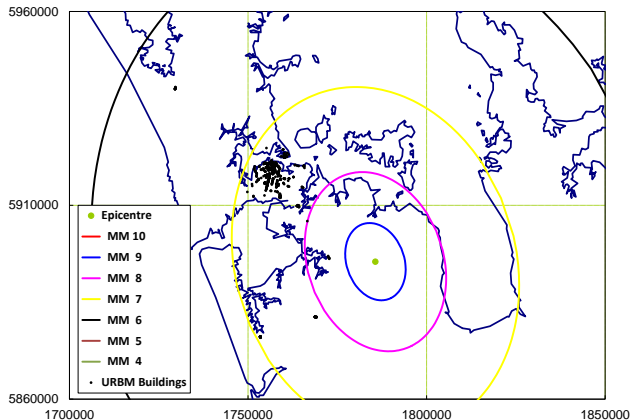 5960000
5910000
Epicentre
MM 10
MM 9
MM 8
MM 7
MM 6
MM 5
MM 4
URBM Buildings
5860000
1700000
1750000
1800000
1850000